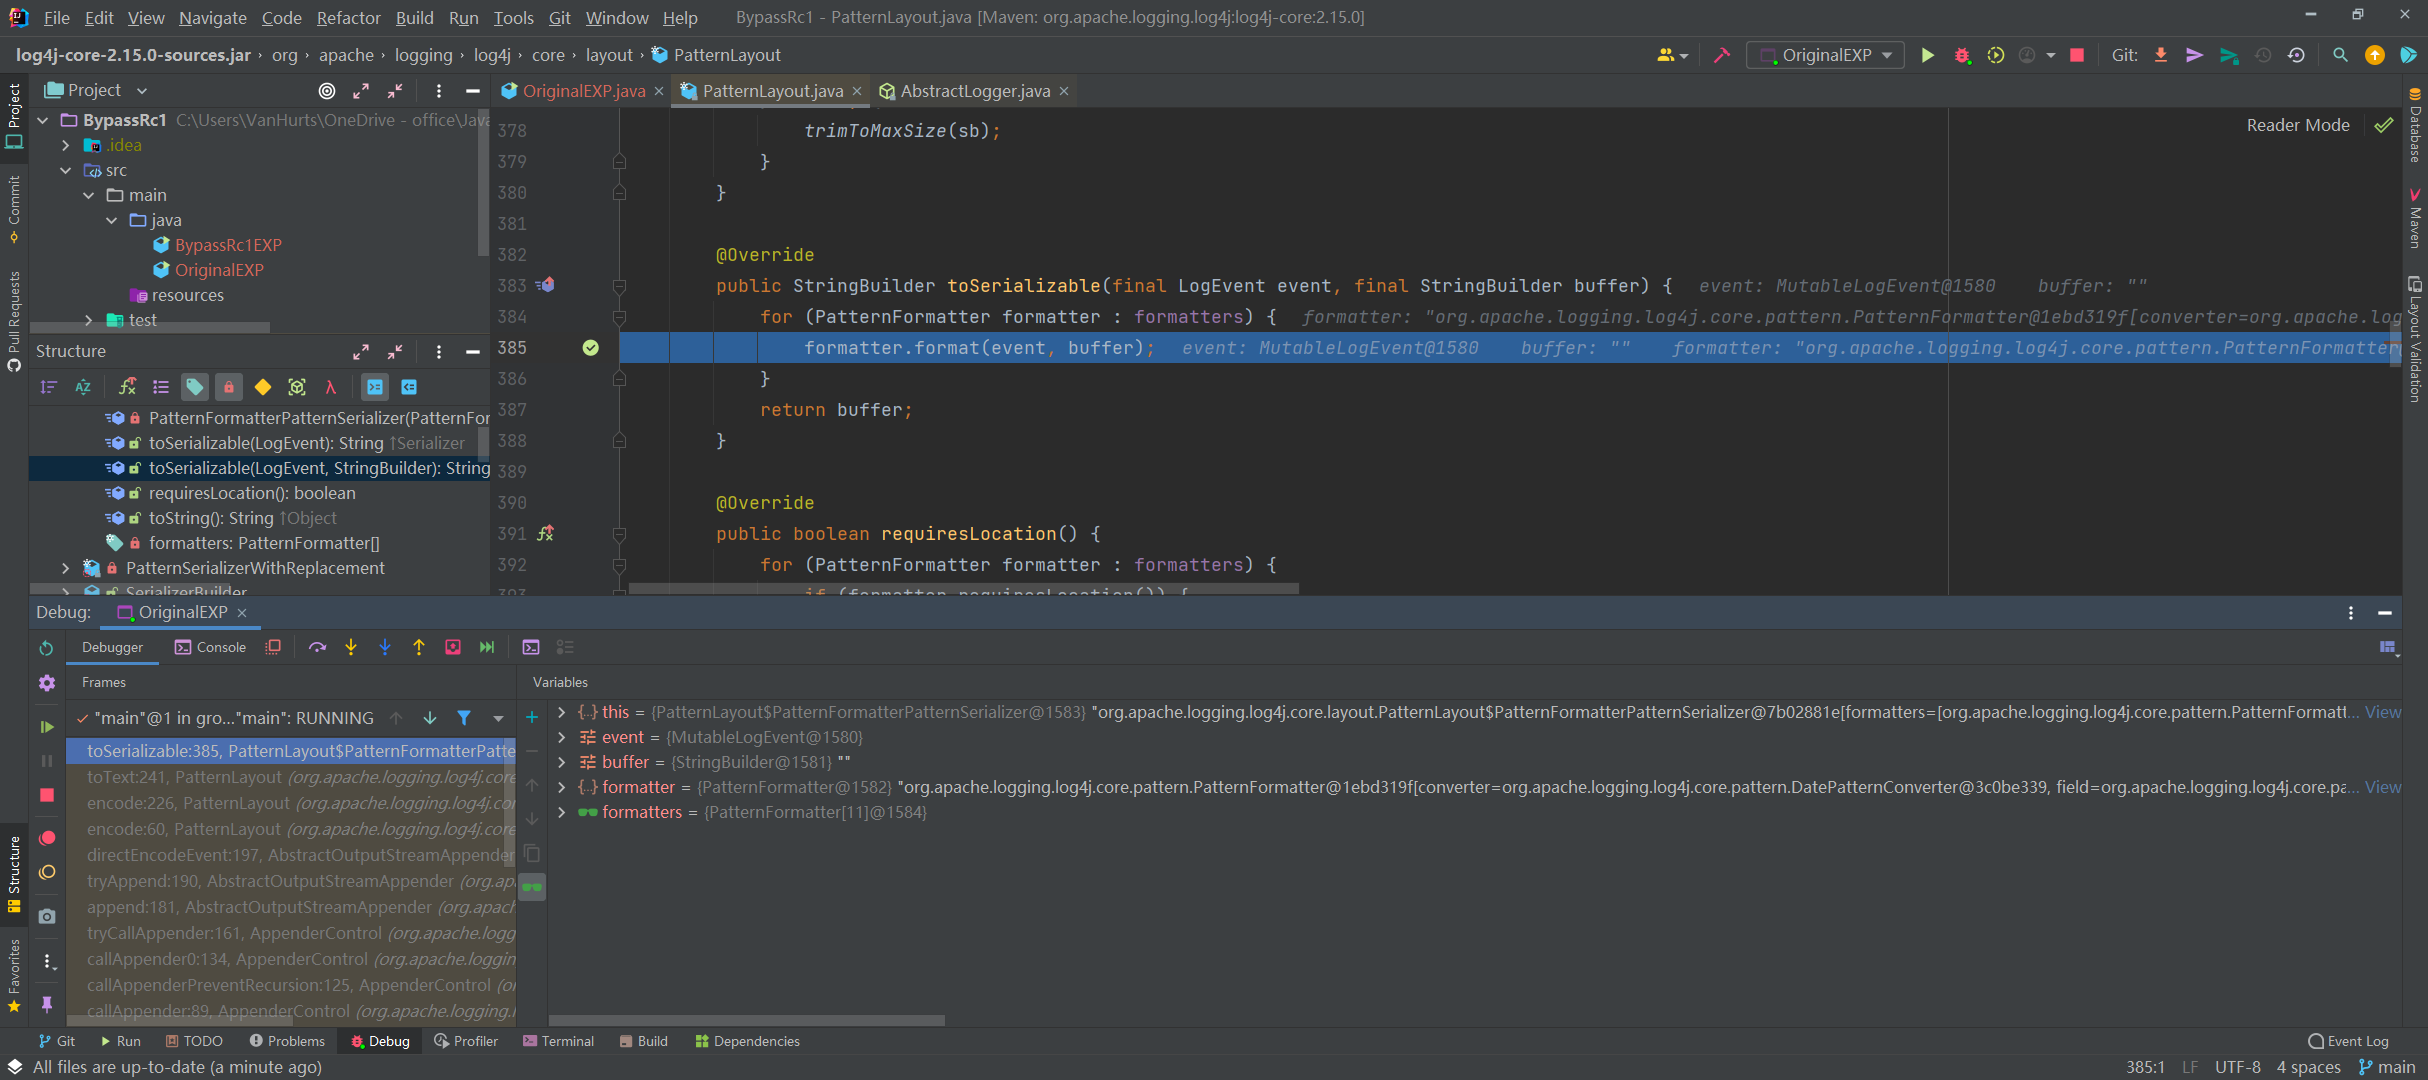 File Edit View Navigate Code Refactor Build Run Tools Git Window Help BypassRc1 - PatternLayout.java [Maven: org.apache.logging.log4j:log4j-core:2.15.0]
log4j-core-2.15.0-sources.jar › org › apache › logging › log4j › core › layout › PatternLayout OriginalEXP Git:
Project
OriginalEXP.java × PatternLayout.java × AbstractLogger.java ×
Reader Mode
BypassRc1 C:\Users\VanHurts\OneDrive - office\Java
.idea
src
main
java
BypassRc1EXP
OriginalEXP
resources
test
Structure
PatternFormatterPatternSerializer(PatternFor
toSerializable(LogEvent): String ↑Serializer
toSerializable(LogEvent, StringBuilder): String
requiresLocation(): boolean
toString(): String ↑Object
formatters: PatternFormatter[]
PatternSerializerWithReplacement
SerializerBuilder
378 trimToMaxSize(sb);
379 }
380 }
381
382 @Override
383 public StringBuilder toSerializable(final LogEvent event, final StringBuilder buffer) { event: MutableLogEvent@1580 buffer: ""
384 for (PatternFormatter formatter : formatters) { formatter: "org.apache.logging.log4j.core.pattern.PatternFormatter@1ebd319f[converter=org.apache.log
385 formatter.format(event, buffer); event: MutableLogEvent@1580 buffer: "" formatter: "org.apache.logging.log4j.core.pattern.PatternFormatter@
386 }
387 return buffer;
388 }
389
390 @Override
391 public boolean requiresLocation() {
392 for (PatternFormatter formatter : formatters) {
393 if (formatter.requiresLocation()) {
Project
Commit
Pull Requests
Structure
Favorites
Database
Maven
Layout Validation
Debug: OriginalEXP ×
Debugger Console
Frames
"main"@1 in gro..."main": RUNNING
toSerializable:385, PatternLayout$PatternFormatterPatte
toText:241, PatternLayout (org.apache.logging.log4j.core
encode:226, PatternLayout (org.apache.logging.log4j.co
encode:60, PatternLayout (org.apache.logging.log4j.core
directEncodeEvent:197, AbstractOutputStreamAppender
tryAppend:190, AbstractOutputStreamAppender (org.ap
append:181, AbstractOutputStreamAppender (org.apach
tryCallAppender:161, AppenderControl (org.apache.logg
callAppender0:134, AppenderControl (org.apache.loggin
callAppenderPreventRecursion:125, AppenderControl (or
callAppender:89, AppenderControl (org.apache.logging.l
Variables
this = {PatternLayout$PatternFormatterPatternSerializer@1583} "org.apache.logging.log4j.core.layout.PatternLayout$PatternFormatterPatternSerializer@7b02881e[formatters=[org.apache.logging.log4j.core.pattern.PatternFormatt... View
event = {MutableLogEvent@1580}
buffer = {StringBuilder@1581} ""
formatter = {PatternFormatter@1582} "org.apache.logging.log4j.core.pattern.PatternFormatter@1ebd319f[converter=org.apache.logging.log4j.core.pattern.DatePatternConverter@3c0be339, field=org.apache.logging.log4j.core.pa... View
formatters = {PatternFormatter[11]@1584}
Git Run TODO Problems Debug Profiler Terminal Build Dependencies Event Log
All files are up-to-date (a minute ago) 385:1 LF UTF-8 4 spaces main